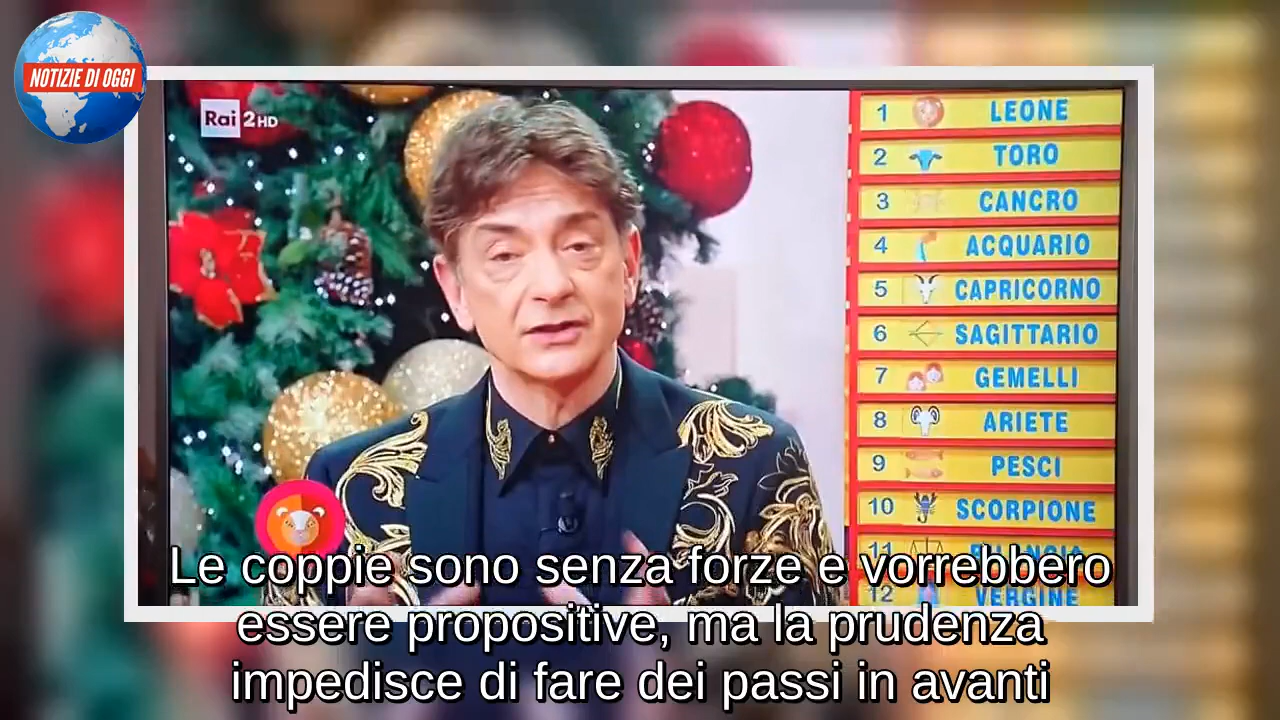 NOTIZIE DI OGGI
Rai 2HD
1 LEONE
2 TORO
3 CANCRO
4 ACQUARIO
5 CAPRICORNO
6 SAGITTARIO
7 GEMELLI
8 ARIETE
9 PESCI
10 SCORPIONE
11 BILANCIA
12 VERGINE
Le coppie sono senza forze e vorrebbero
essere propositive, ma la prudenza
impedisce di fare dei passi in avanti